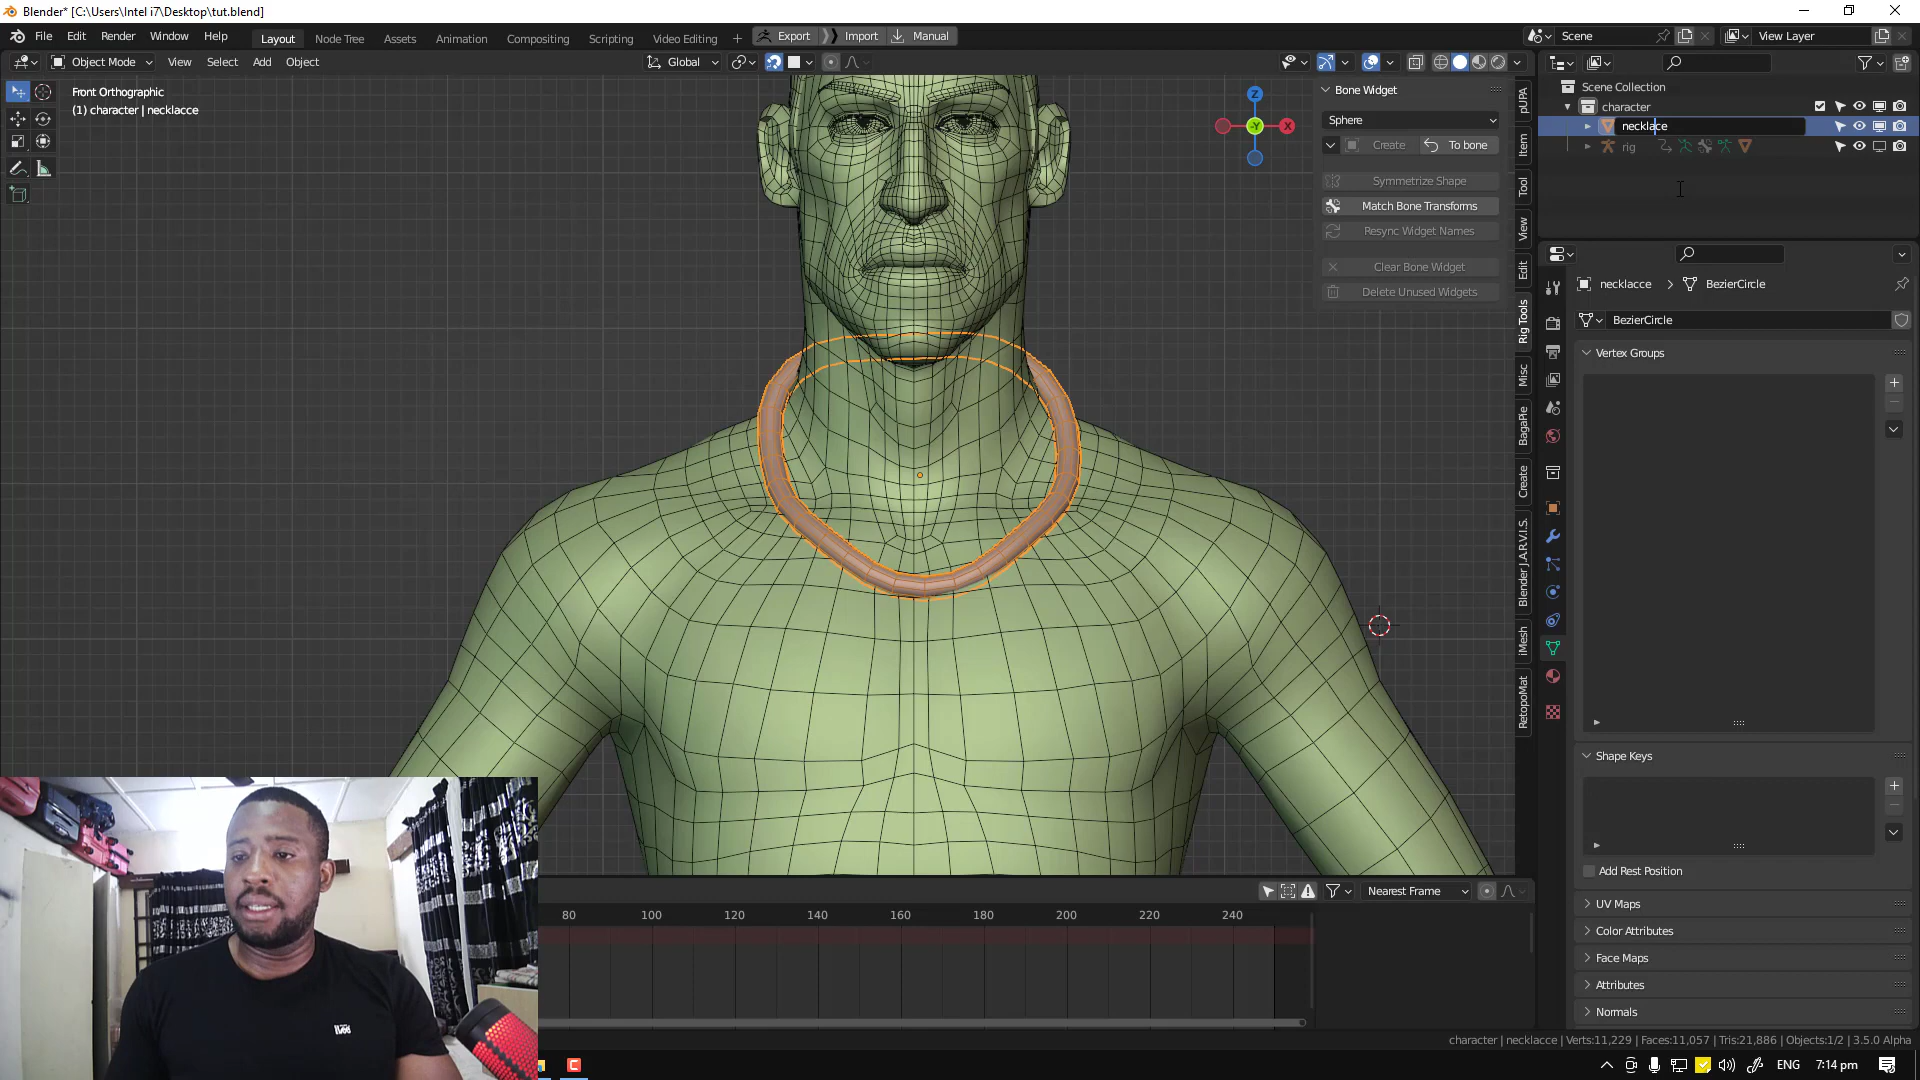 Blender* [C:\Users\Intel i7\Desktop\tut.blend]
File Edit Render Window Help
Layout Node Tree Assets Animation Compositing Scripting Video Editing +
Export Import Manual
Scene View Layer
Object Mode View Select Add Object
Global
Front Orthographic
(1) character | necklacce
Z
X
-Y
Bone Widget
Sphere
Create To bone
Symmetrize Shape
Match Bone Transforms
Resync Widget Names
Clear Bone Widget
Delete Unused Widgets
pUPA
Item
Tool
View
Edit
Rig Tools
Misc
BagaPie
Create
Blender J.A.R.V.I.S.
iMesh
RetopoMat
Scene Collection
character
necklace
rig
necklacce > BezierCircle
BezierCircle
Vertex Groups
Shape Keys
Add Rest Position
UV Maps
Color Attributes
Face Maps
Attributes
Normals
Nearest Frame
80 100 120 140 160 180 200 220 240
character | necklacce | Verts:11,229 | Faces:11,057 | Tris:21,886 | Objects:1/2 | 3.5.0 Alpha
ENG 7:14 pm